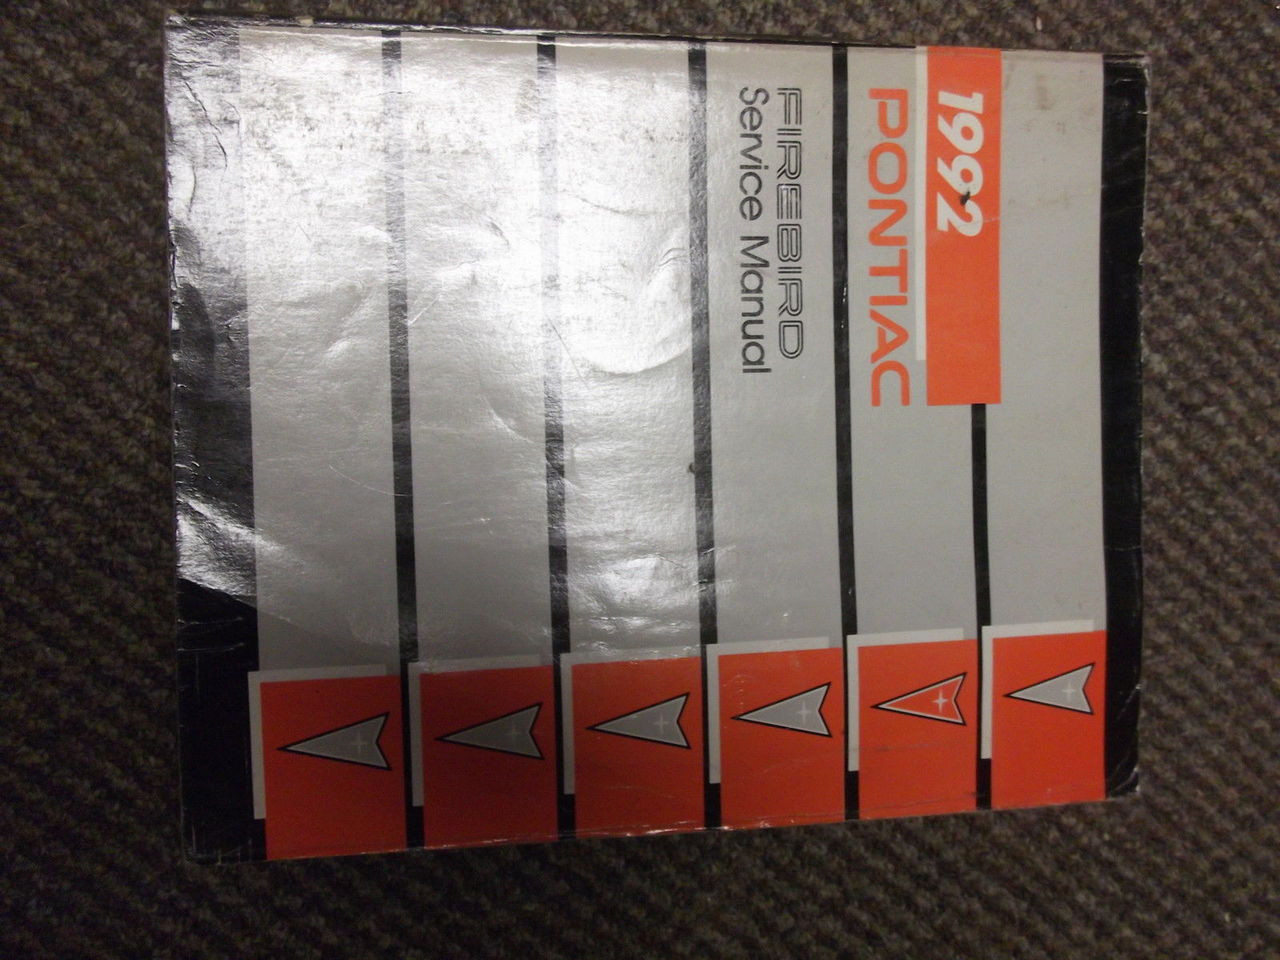 1992
PONTIAC
FIREBIRD
Service Manual